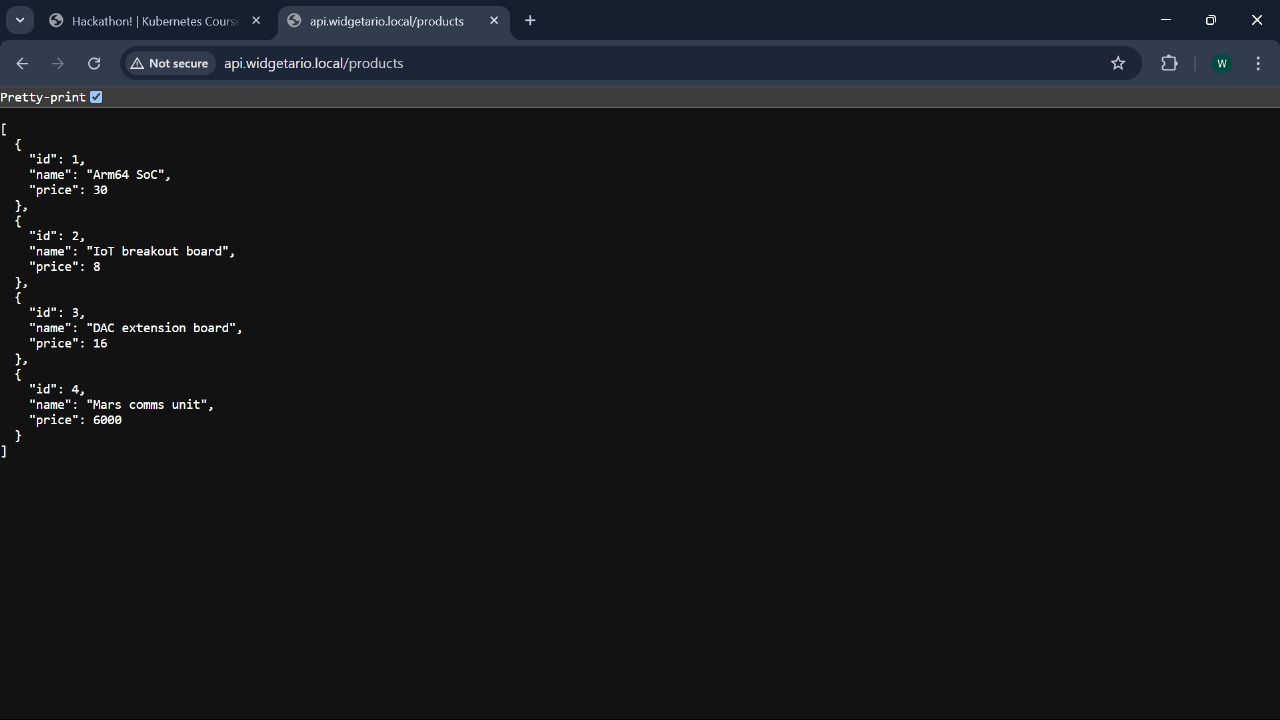 Hackathon! | Kubernetes Cours
api.widgetario.local/products
Not secure
api.widgetario.local/products
W
Pretty-print
[
  {
    "id": 1,
    "name": "Arm64 SoC",
    "price": 30
  },
  {
    "id": 2,
    "name": "IoT breakout board",
    "price": 8
  },
  {
    "id": 3,
    "name": "DAC extension board",
    "price": 16
  },
  {
    "id": 4,
    "name": "Mars comms unit",
    "price": 6000
  }
]